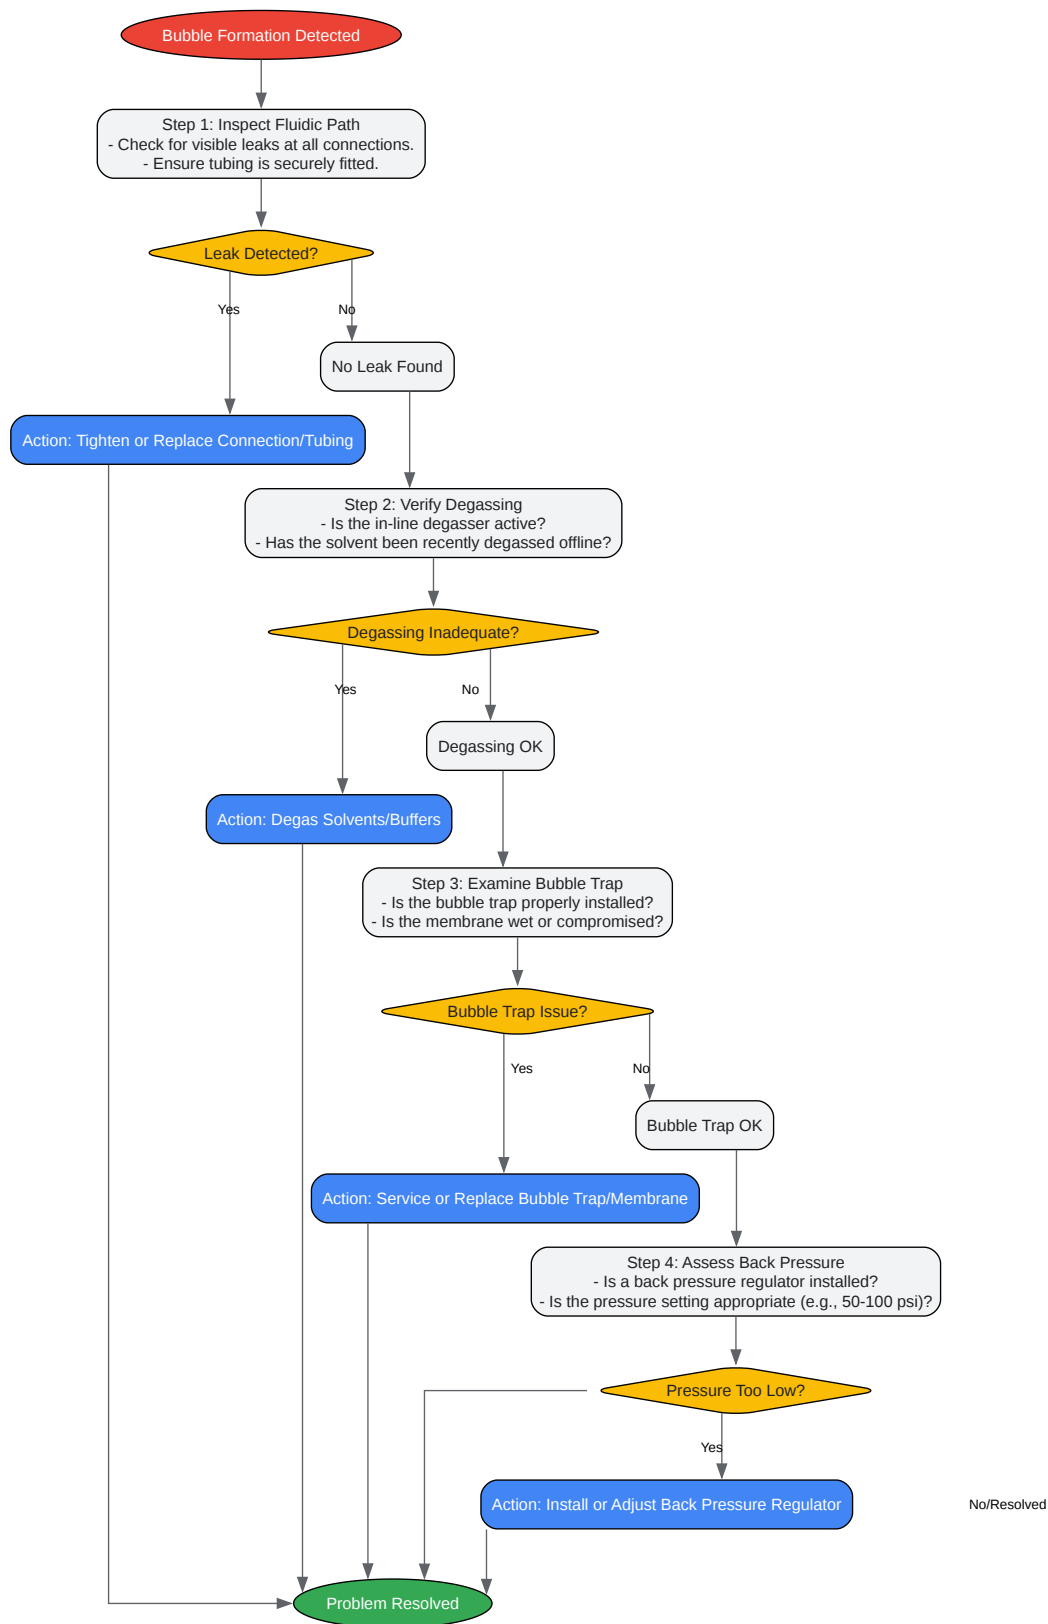 Bubble Formation Detected
Step 1: Inspect Fluidic Path
- Check for visible leaks at all connections.
- Ensure tubing is securely fitted.
Leak Detected?
Yes
No
No Leak Found
Action: Tighten or Replace Connection/Tubing
Step 2: Verify Degassing
- Is the in-line degasser active?
- Has the solvent been recently degassed offline?
Degassing Inadequate?
Yes
No
Degassing OK
Action: Degas Solvents/Buffers
Step 3: Examine Bubble Trap
- Is the bubble trap properly installed?
- Is the membrane wet or compromised?
Bubble Trap Issue?
Yes
No
Bubble Trap OK
Action: Service or Replace Bubble Trap/Membrane
Step 4: Assess Back Pressure
- Is a back pressure regulator installed?
- Is the pressure setting appropriate (e.g., 50-100 psi)?
Pressure Too Low?
Yes
Action: Install or Adjust Back Pressure Regulator
No/Resolved
Problem Resolved